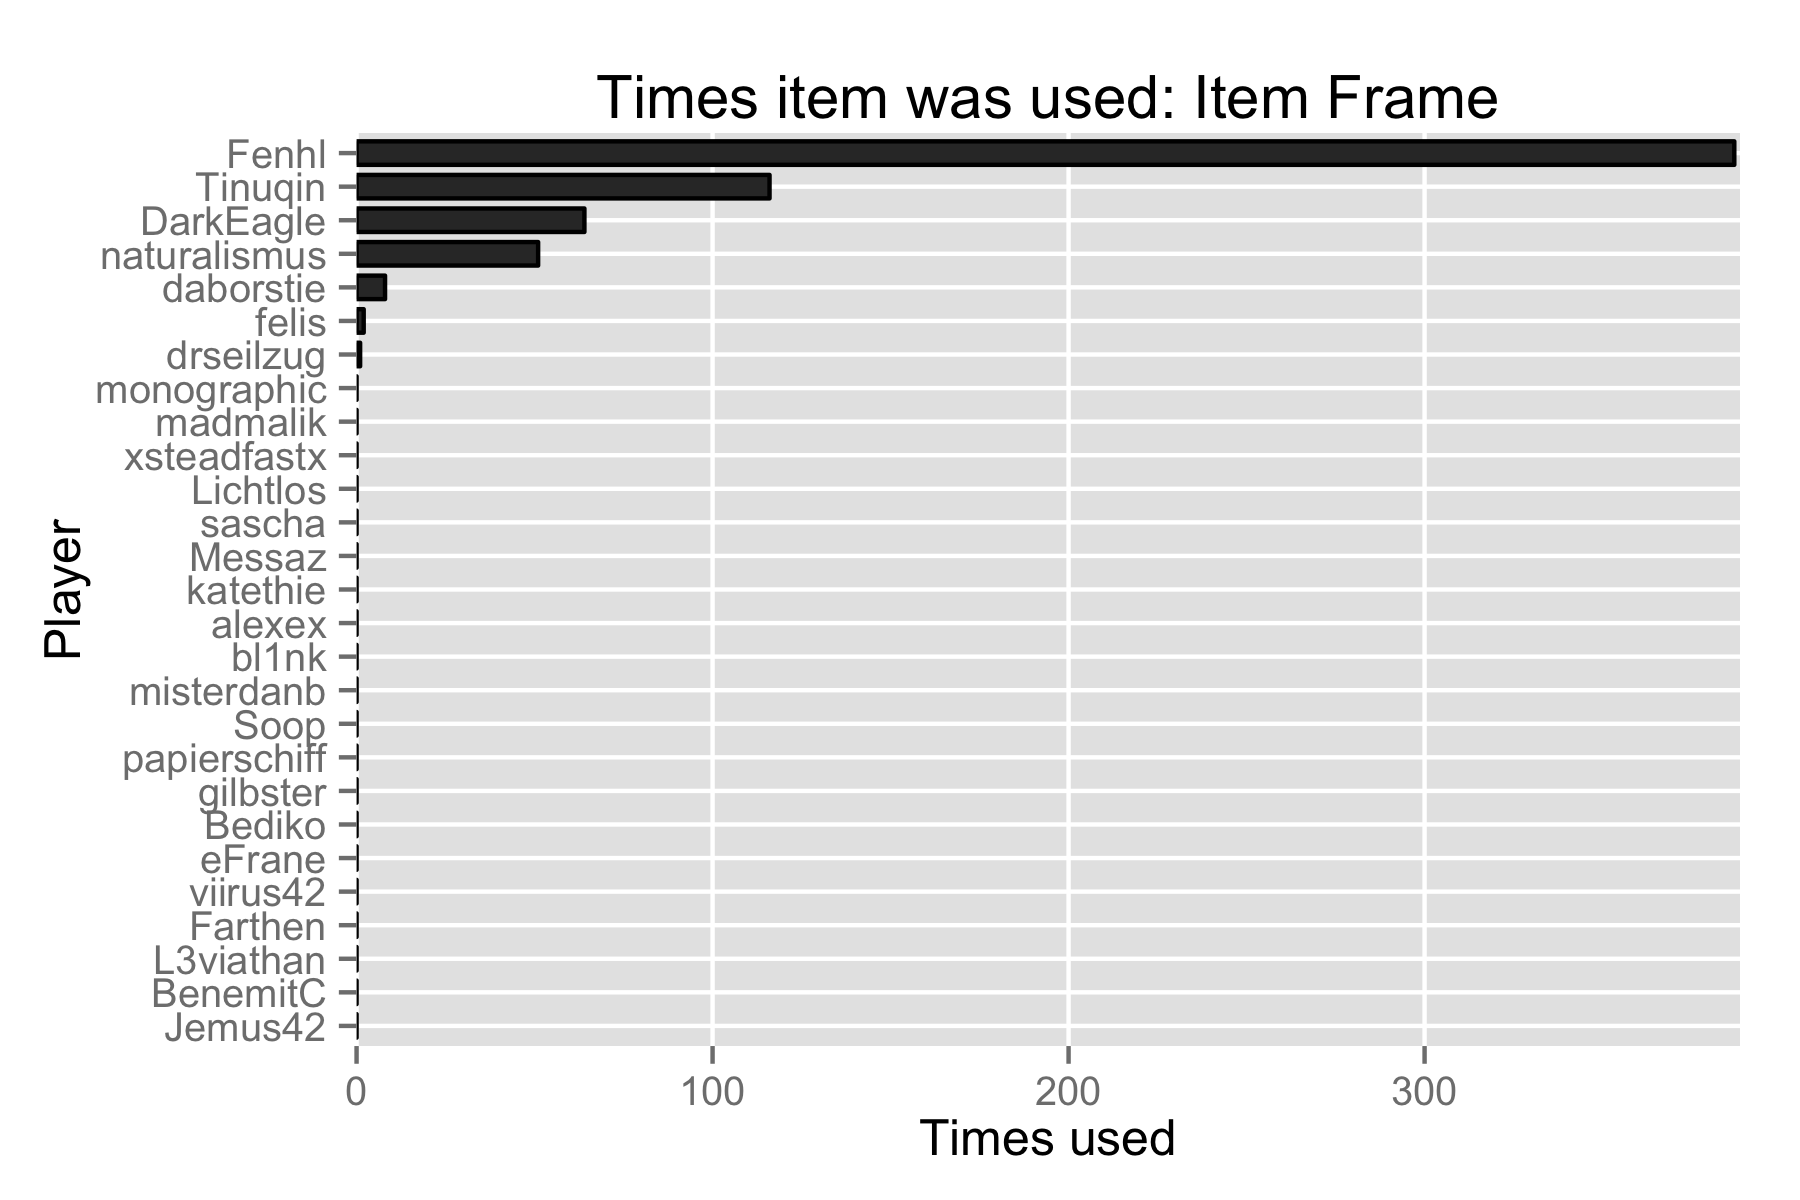 Times item was used: Item Frame
Fenhl
Tinuqin
DarkEagle
naturalismus
daborstie
felis
drseilzug
monographic
madmalik
xsteadfastx
Lichtlos
sascha
Messaz
katethie
alexex
bl1nk
misterdanb
Soop
papierschiff
gilbster
Bediko
eFrane
viirus42
Farthen
L3viathan
BenemitC
Jemus42
Player
0 100 200 300
Times used